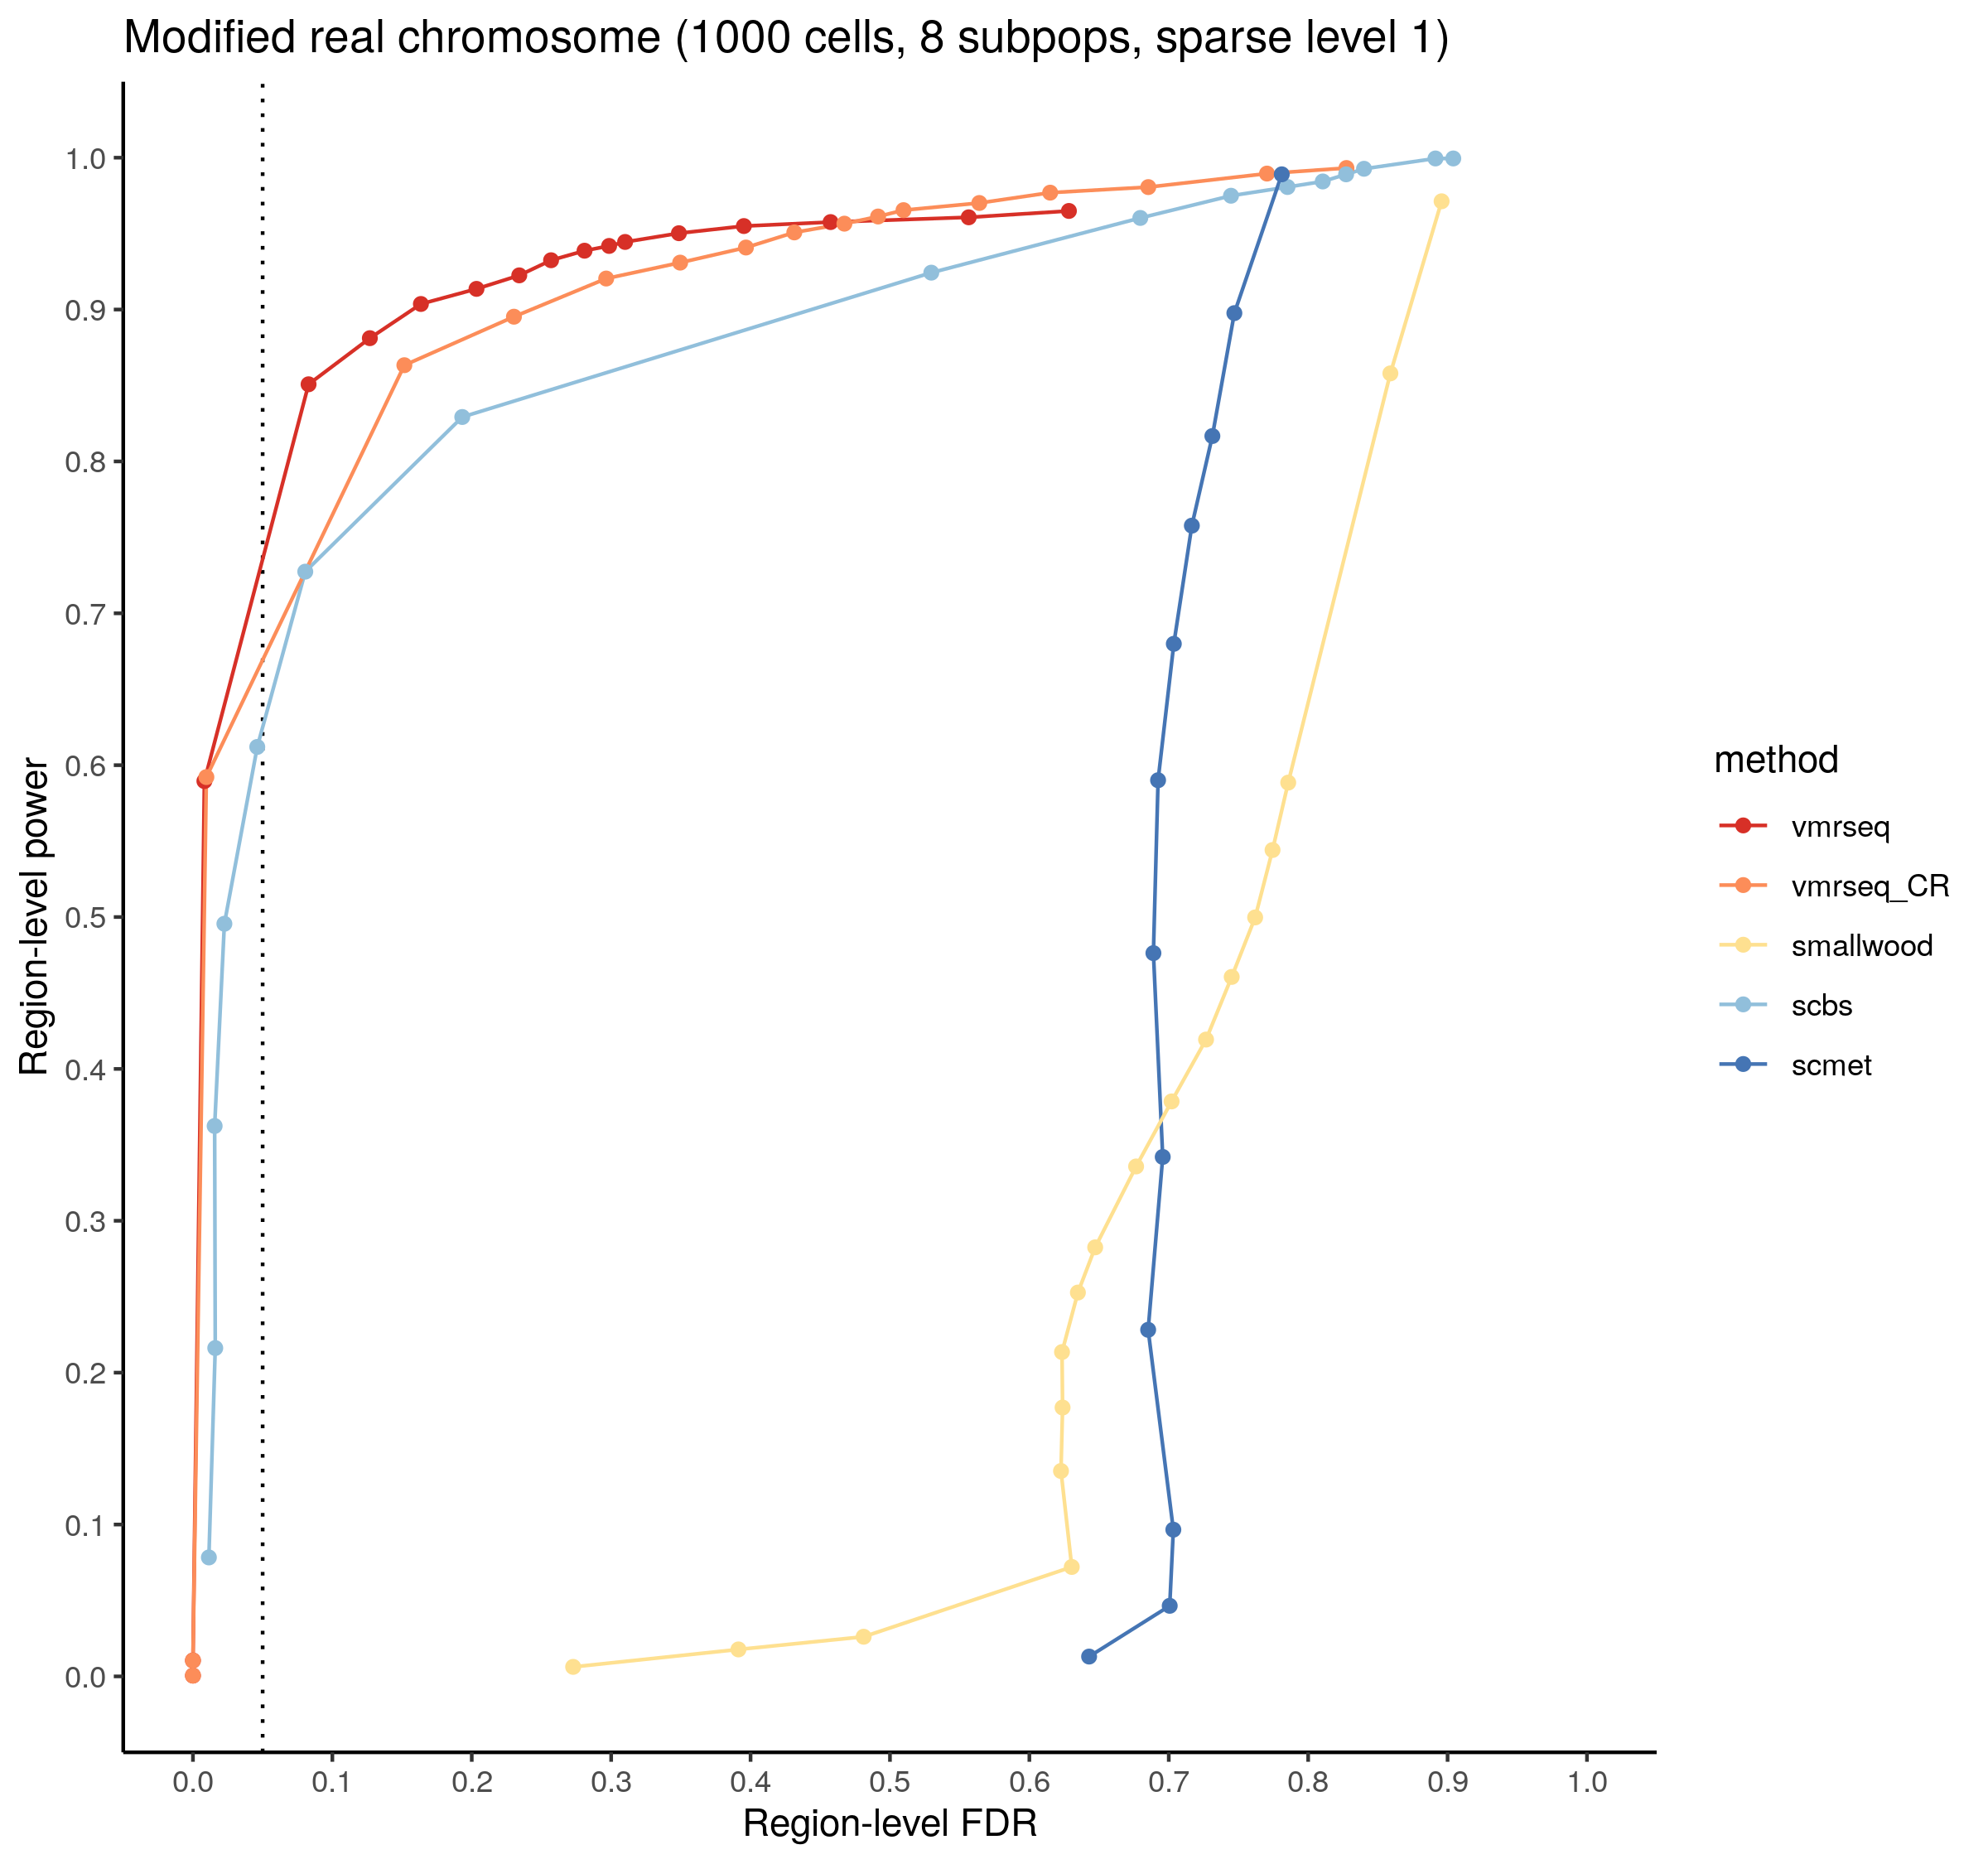 Modified real chromosome (1000 cells, 8 subpops, sparse level 1)
Region-level power
1.0
0.9
0.8
0.7
0.6
0.5
0.4
0.3
0.2
0.1
0.0
0.0 0.1 0.2 0.3 0.4 0.5 0.6 0.7 0.8 0.9 1.0
Region-level FDR
method
vmrseq
vmrseq_CR
smallwood
scbs
scmet